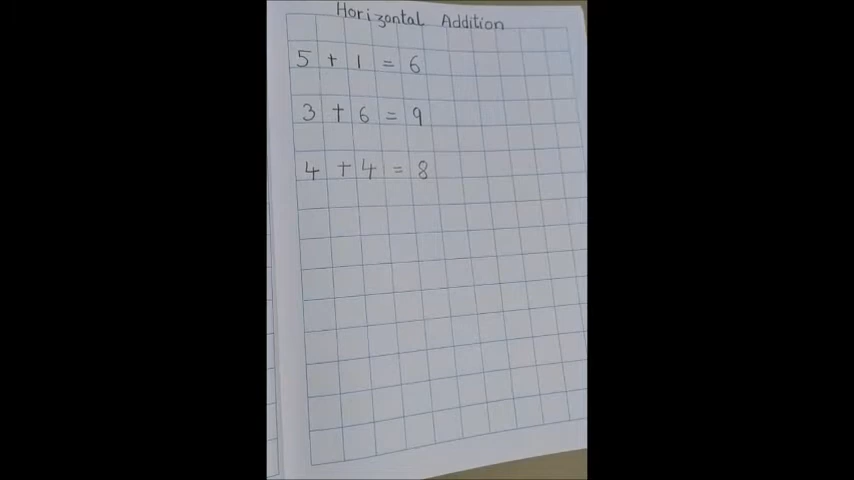 Horizontal Addition
5 + 1 = 6
3 + 6 = 9
4 + 4 = 8